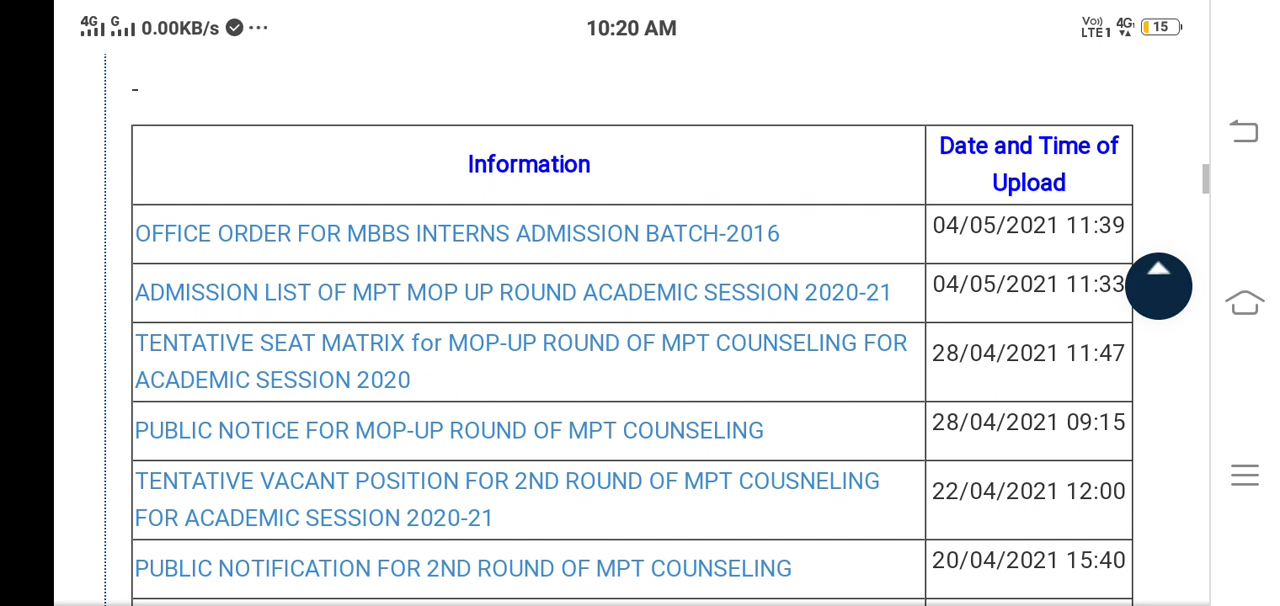 4G G 0.00KB/s ... 10:20 AM Vo)) LTE 1 4G 15
-
Information
Date and Time of
Upload
OFFICE ORDER FOR MBBS INTERNS ADMISSION BATCH-2016
04/05/2021 11:39
ADMISSION LIST OF MPT MOP UP ROUND ACADEMIC SESSION 2020-21
04/05/2021 11:33
TENTATIVE SEAT MATRIX for MOP-UP ROUND OF MPT COUNSELING FOR
ACADEMIC SESSION 2020
28/04/2021 11:47
PUBLIC NOTICE FOR MOP-UP ROUND OF MPT COUNSELING
28/04/2021 09:15
TENTATIVE VACANT POSITION FOR 2ND ROUND OF MPT COUSNELING
FOR ACADEMIC SESSION 2020-21
22/04/2021 12:00
PUBLIC NOTIFICATION FOR 2ND ROUND OF MPT COUNSELING
20/04/2021 15:40